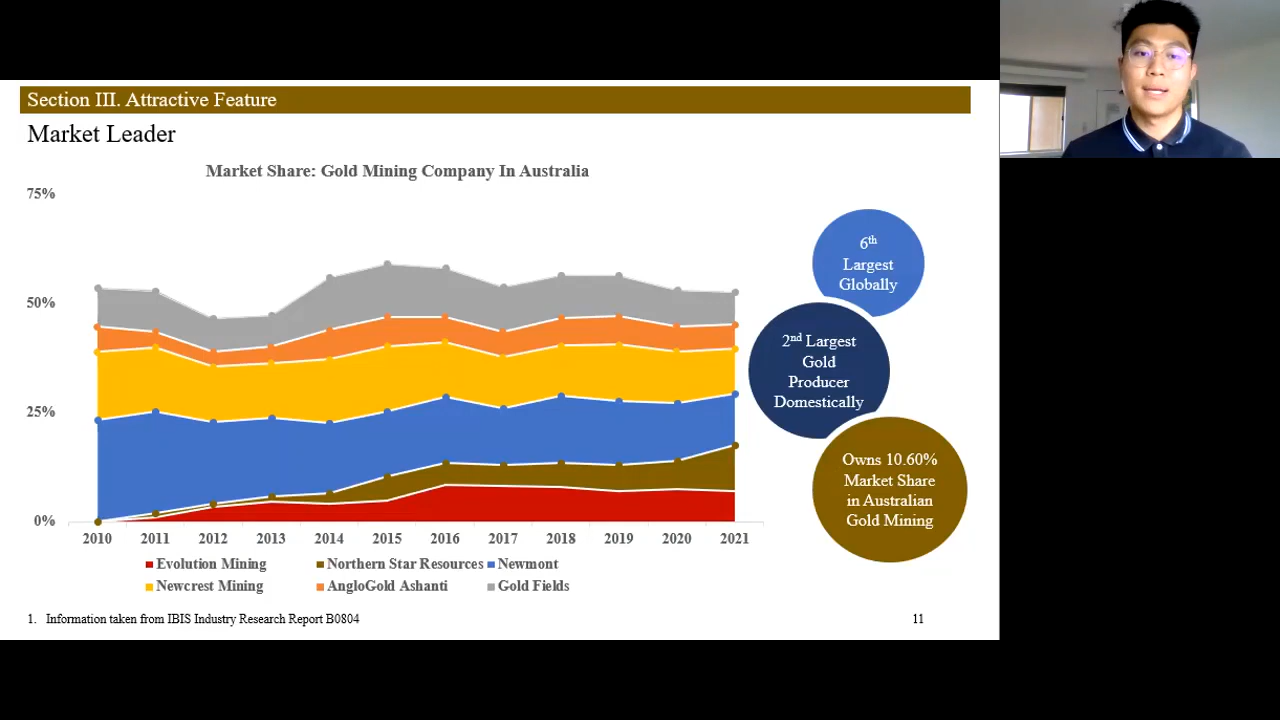 Section III. Attractive Feature
Market Leader
Market Share: Gold Mining Company In Australia
75%
50%
25%
0%
2010 2011 2012 2013 2014 2015 2016 2017 2018 2019 2020 2021
Evolution Mining Northern Star Resources Newmont
Newcrest Mining AngloGold Ashanti Gold Fields
6th
Largest
Globally
2nd Largest
Gold
Producer
Domestically
Owns 10.60%
Market Share
in Australian
Gold Mining
1. Information taken from IBIS Industry Research Report B0804
11